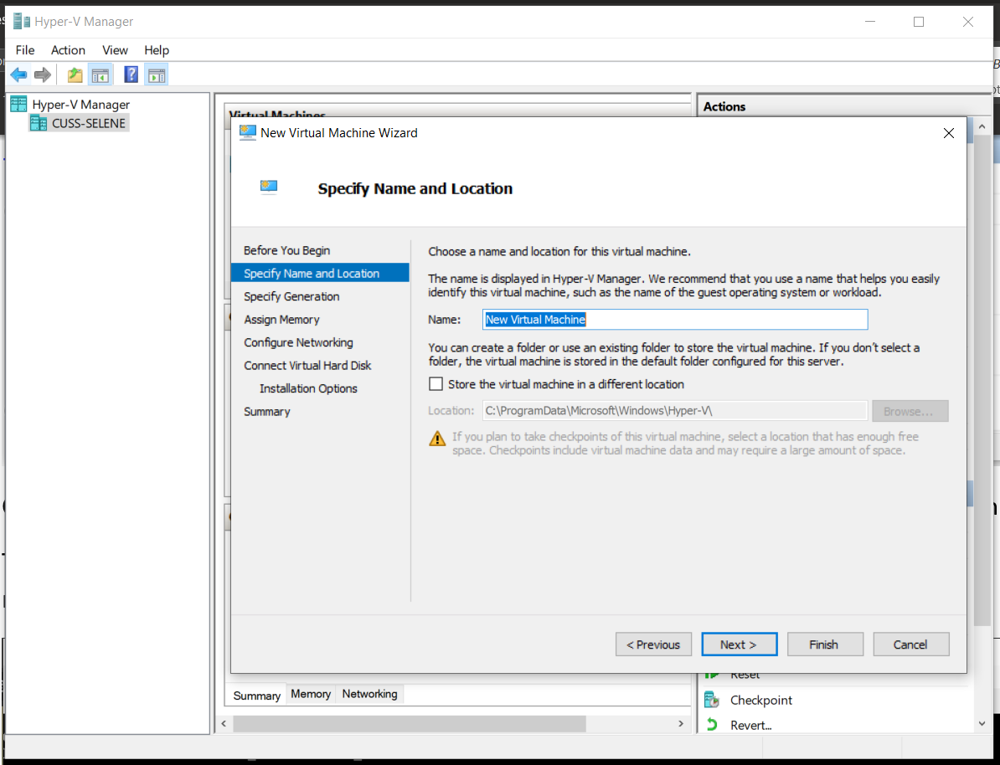 Hyper-V Manager
File Action View Help
Hyper-V Manager
CUSS-SELENE
Virtual Machines
Actions
New Virtual Machine Wizard
Specify Name and Location
Before You Begin
Specify Name and Location
Specify Generation
Assign Memory
Configure Networking
Connect Virtual Hard Disk
Installation Options
Summary
Choose a name and location for this virtual machine.
The name is displayed in Hyper-V Manager. We recommend that you use a name that helps you easily
identify this virtual machine, such as the name of the guest operating system or workload.
Name: New Virtual Machine
You can create a folder or use an existing folder to store the virtual machine. If you don't select a
folder, the virtual machine is stored in the default folder configured for this server.
Store the virtual machine in a different location
Location: C:\ProgramData\Microsoft\Windows\Hyper-V\ Browse...
If you plan to take checkpoints of this virtual machine, select a location that has enough free
space. Checkpoints include virtual machine data and may require a large amount of space.
< Previous Next > Finish Cancel
Reset
Summary Memory Networking
Checkpoint
Revert...